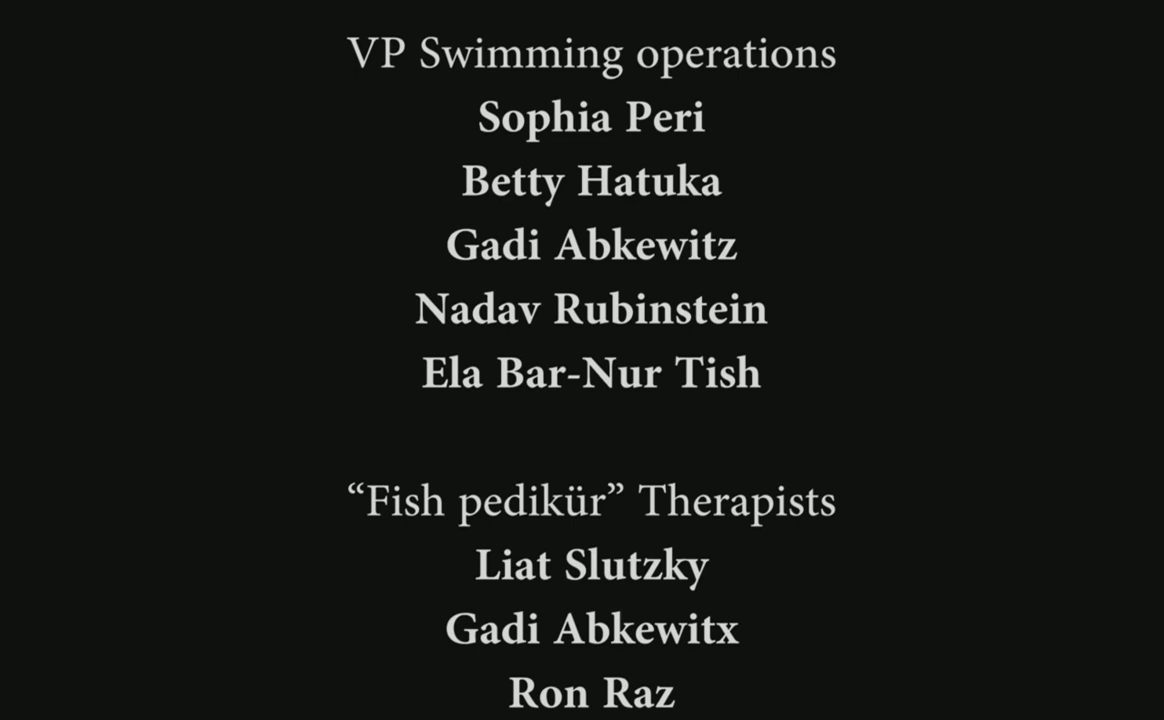 VP Swimming operations
Sophia Peri
Betty Hatuka
Gadi Abkewitz
Nadav Rubinstein
Ela Bar-Nur Tish
“Fish pedikür” Therapists
Liat Slutzky
Gadi Abkewitx
Ron Raz